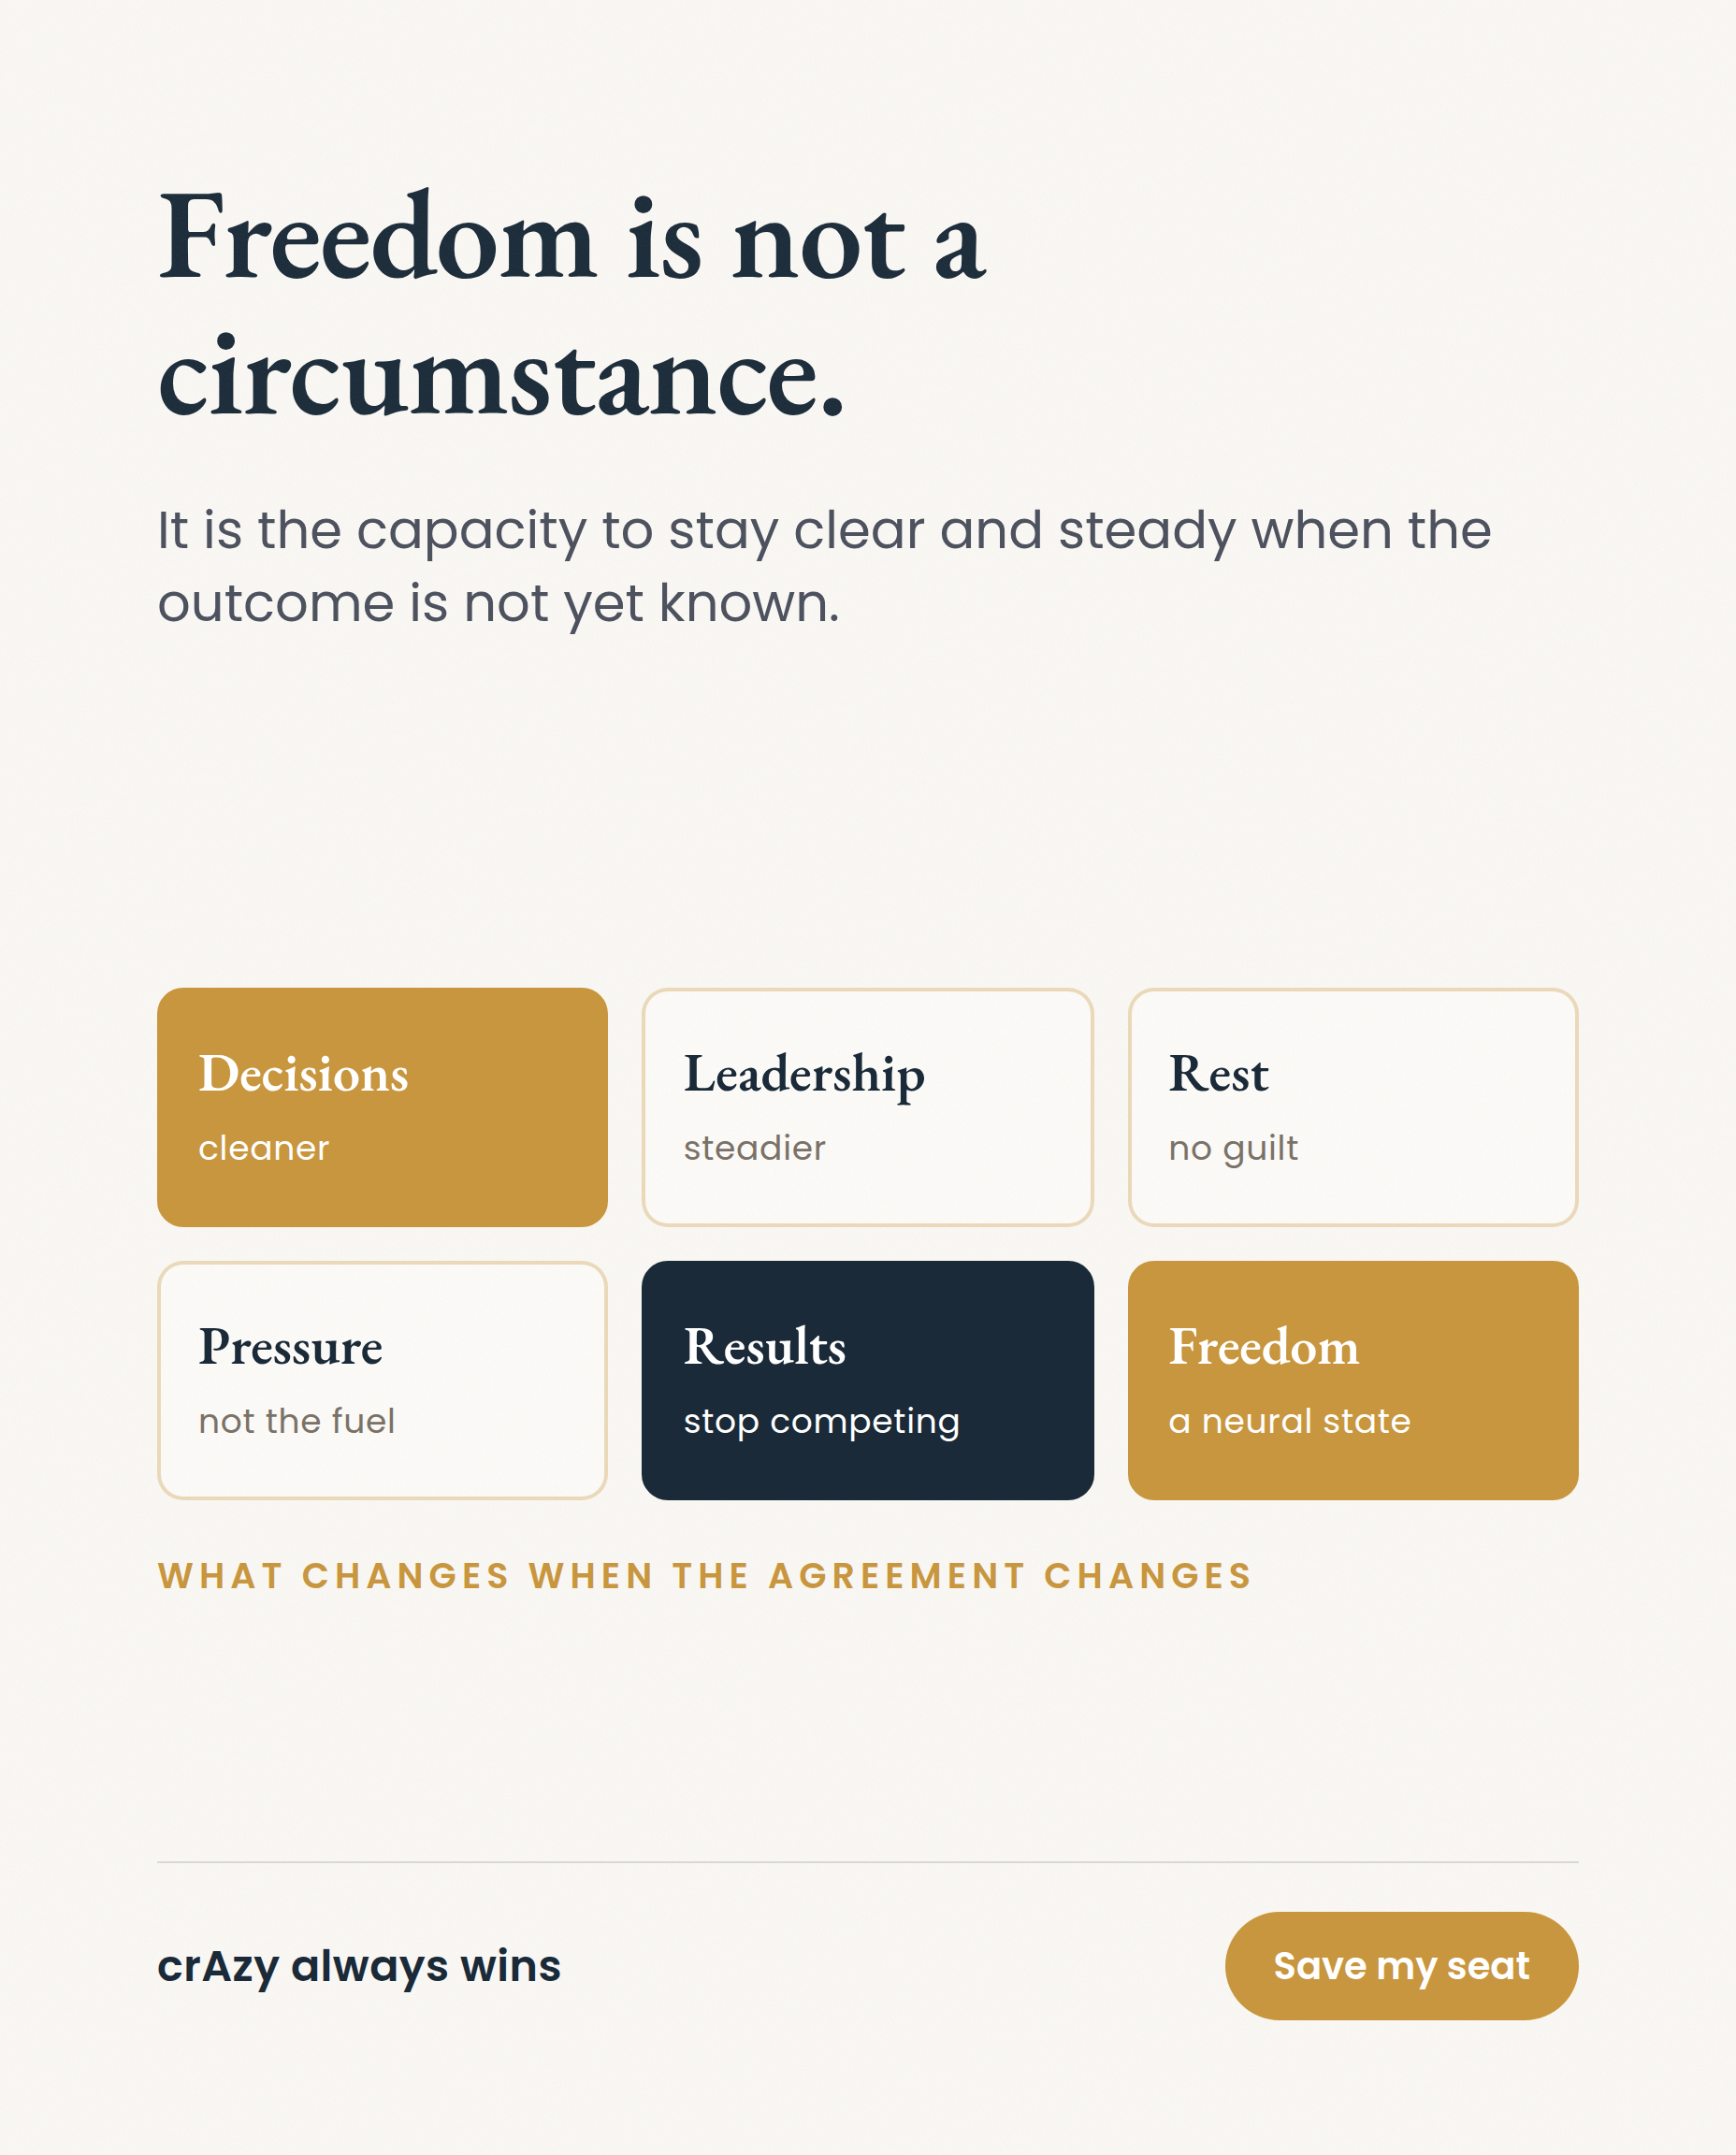 Freedom is not a
circumstance.
It is the capacity to stay clear and steady when the
outcome is not yet known.
Decisions
cleaner
Leadership
steadier
Rest
no guilt
Pressure
not the fuel
Results
stop competing
Freedom
a neural state
WHAT CHANGES WHEN THE AGREEMENT CHANGES
crAzy always wins
Save my seat